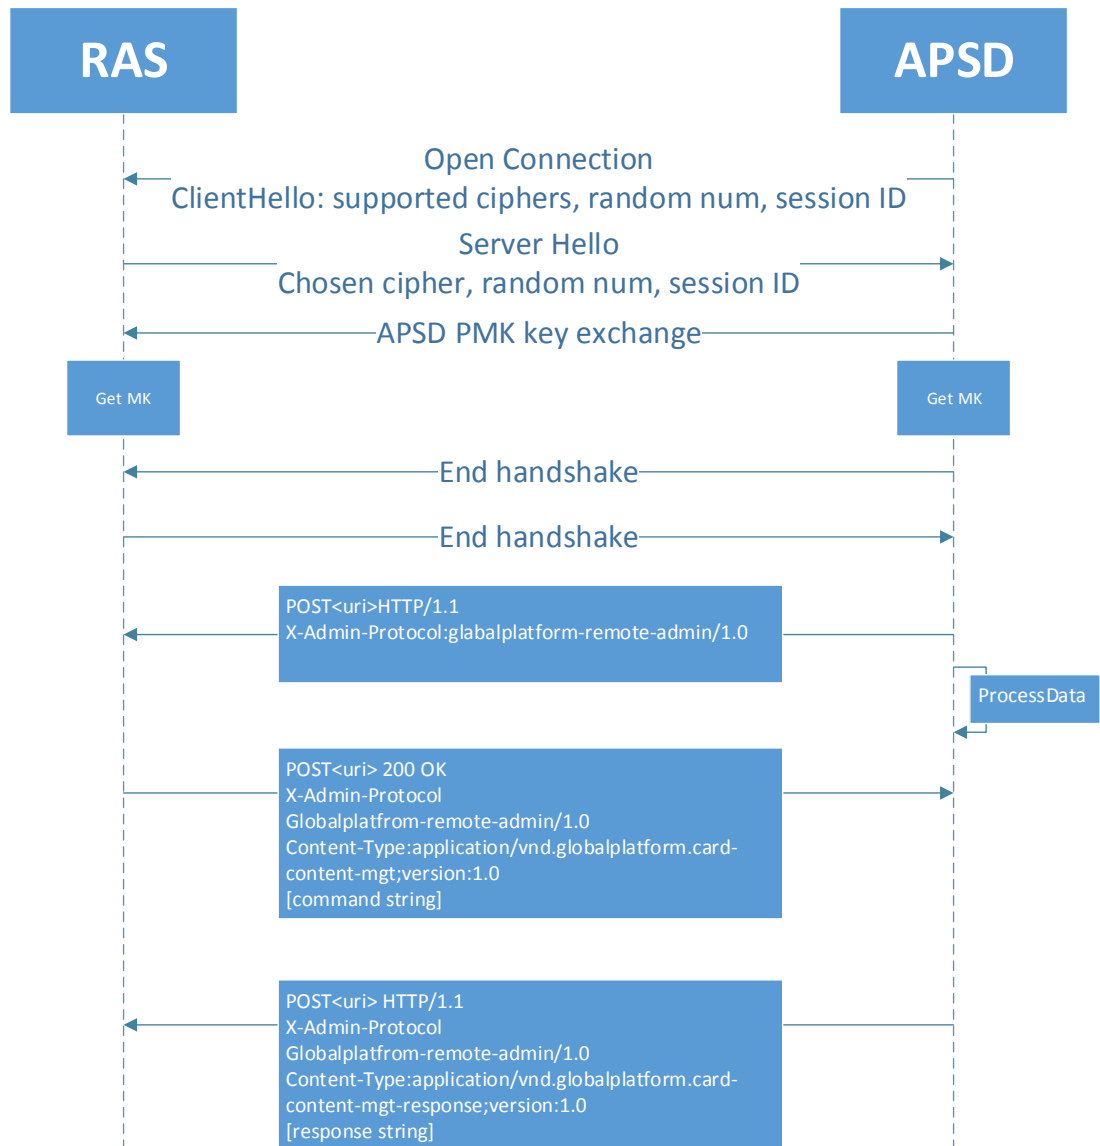 RAS
APSD
Open Connection
ClientHello: supported ciphers, random num, session ID
Server Hello
Chosen cipher, random num, session ID
APSD PMK key exchange
Get MK
Get MK
End handshake
End handshake
POST<uri>HTTP/1.1
X-Admin-Protocol:glabalplatform-remote-admin/1.0
ProcessData
POST<uri> 200 OK
X-Admin-Protocol
Globalplatfrom-remote-admin/1.0
Content-Type:application/vnd.globalplatform.card-
content-mgt;version:1.0
[command string]
POST<uri> HTTP/1.1
X-Admin-Protocol
Globalplatfrom-remote-admin/1.0
Content-Type:application/vnd.globalplatform.card-
content-mgt-response;version:1.0
[response string]